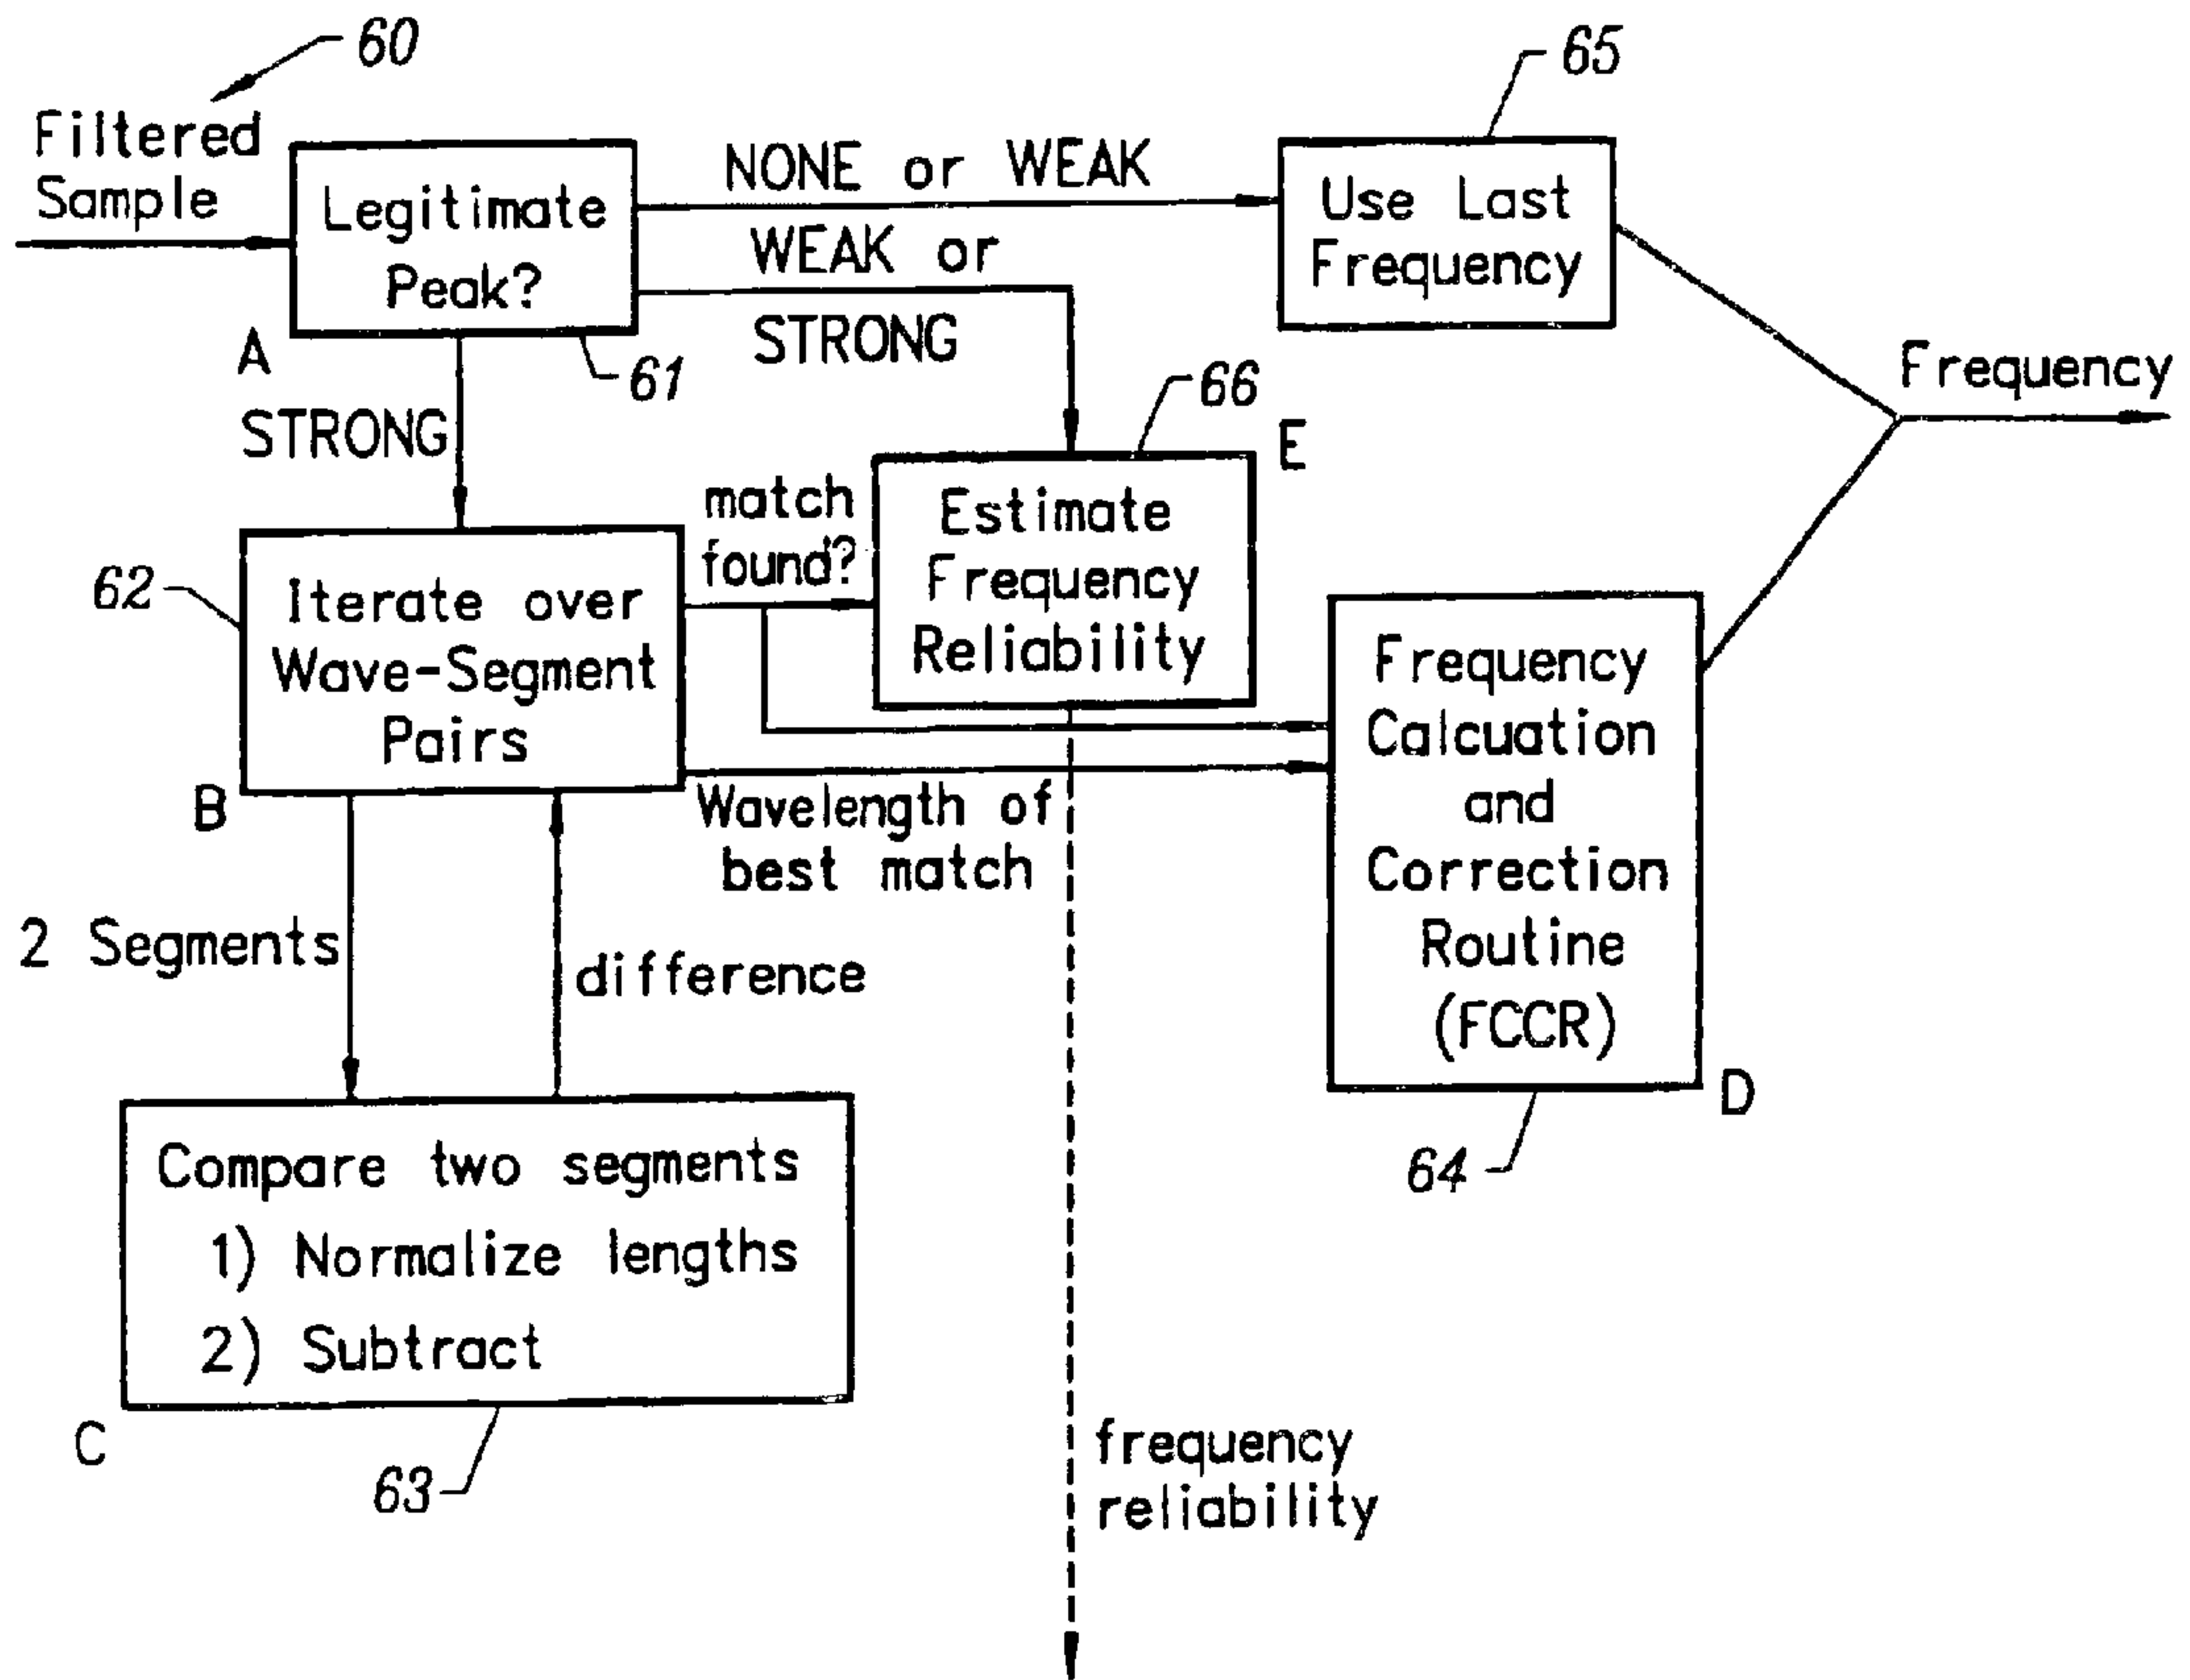 60
Filtered
Sample
Legitimate
Peak?
A
61
NONE or WEAK
WEAK or
STRONG
65
Use Last
Frequency
Frequency
STRONG
66
E
match
found?
Estimate
Frequency
Reliability
62
Iterate over
Wave-Segment
Pairs
B
Wavelength of
best match
Frequency
Calcuation
and
Correction
Routine
(FCCR)
D
64
2 Segments
difference
Compare two segments
1) Normalize lengths
2) Subtract
C
63
frequency
reliability